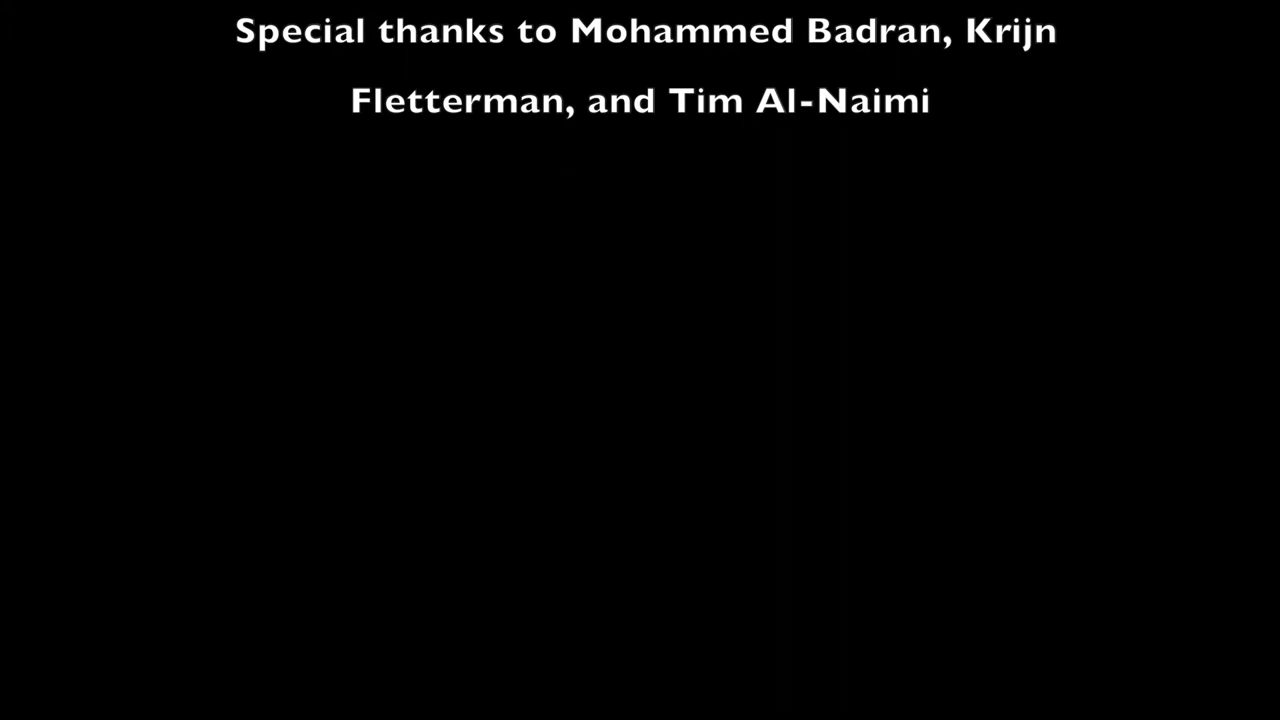 Special thanks to Mohammed Badran, Krijn
Fletterman, and Tim Al-Naimi